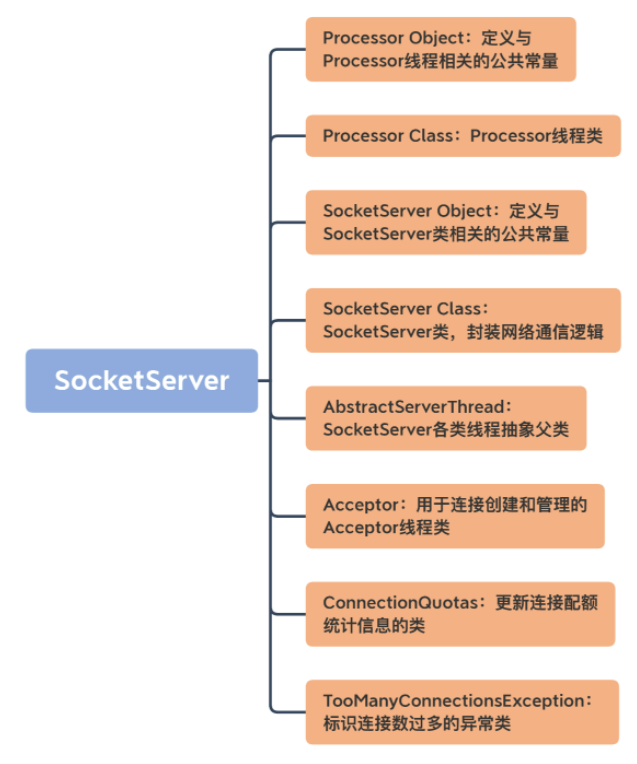 Processor Object：定义与
Processor线程相关的公共常量
Processor Class：Processor线程类
SocketServer Object：定义与
SocketServer类相关的公共常量
SocketServer Class：
SocketServer类，封装网络通信逻辑
SocketServer
AbstractServerThread：
SocketServer各类线程抽象父类
Acceptor：用于连接创建和管理的
Acceptor线程类
ConnectionQuotas：更新连接配额
统计信息的类
TooManyConnectionsException：
标识连接数过多的异常类